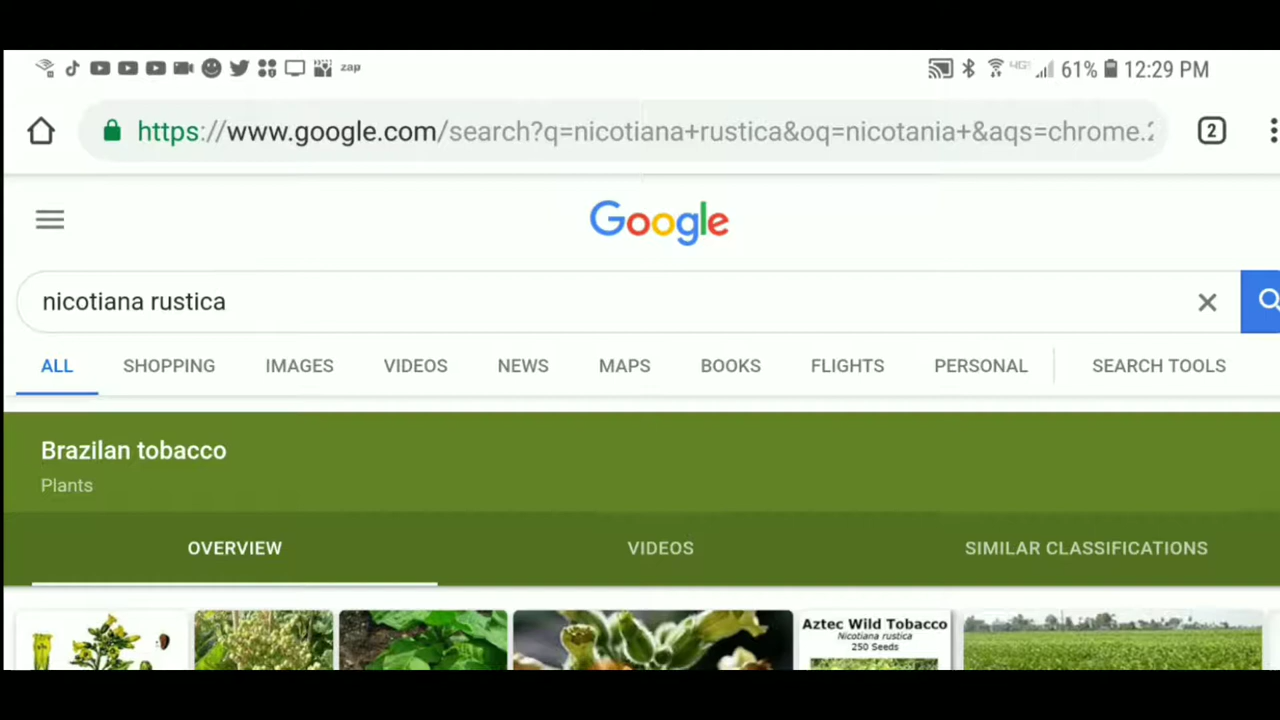 zap 4G 61% 12:29 PM
https://www.google.com/search?q=nicotiana+rustica&oq=nicotania+&aqs=chrome. 2
Google
nicotiana rustica
ALL SHOPPING IMAGES VIDEOS NEWS MAPS BOOKS FLIGHTS PERSONAL SEARCH TOOLS
Brazilan tobacco
Plants
OVERVIEW VIDEOS SIMILAR CLASSIFICATIONS
Aztec Wild Tobacco
Nicotiana rustica
250 Seeds